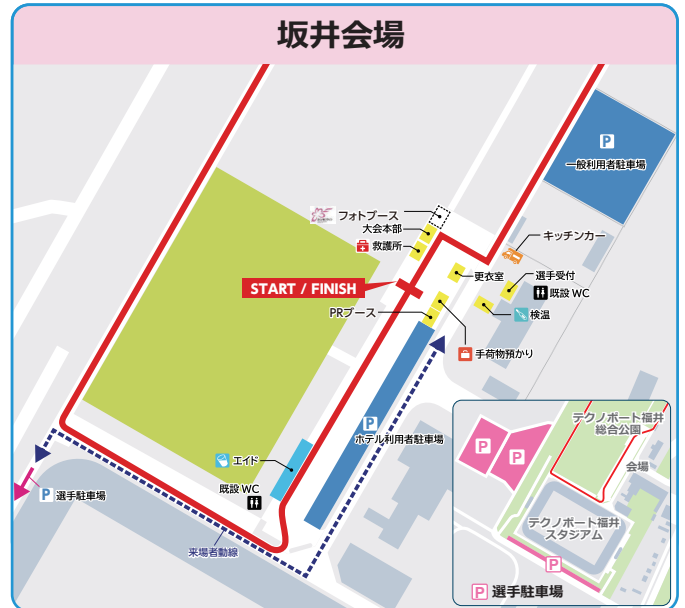 坂井会場
P
一般利用者駐車場
フォトブース
大会本部
救護所
キッチンカー
更衣室
選手受付
既設 WC
START / FINISH
PRブース
検温
手荷物預かり
P
ホテル利用者駐車場
エイド
既設 WC
P 選手駐車場
来場者動線
テクノポート福井
総合公園
P
P
会場
テクノポート福井
スタジアム
P
P 選手駐車場